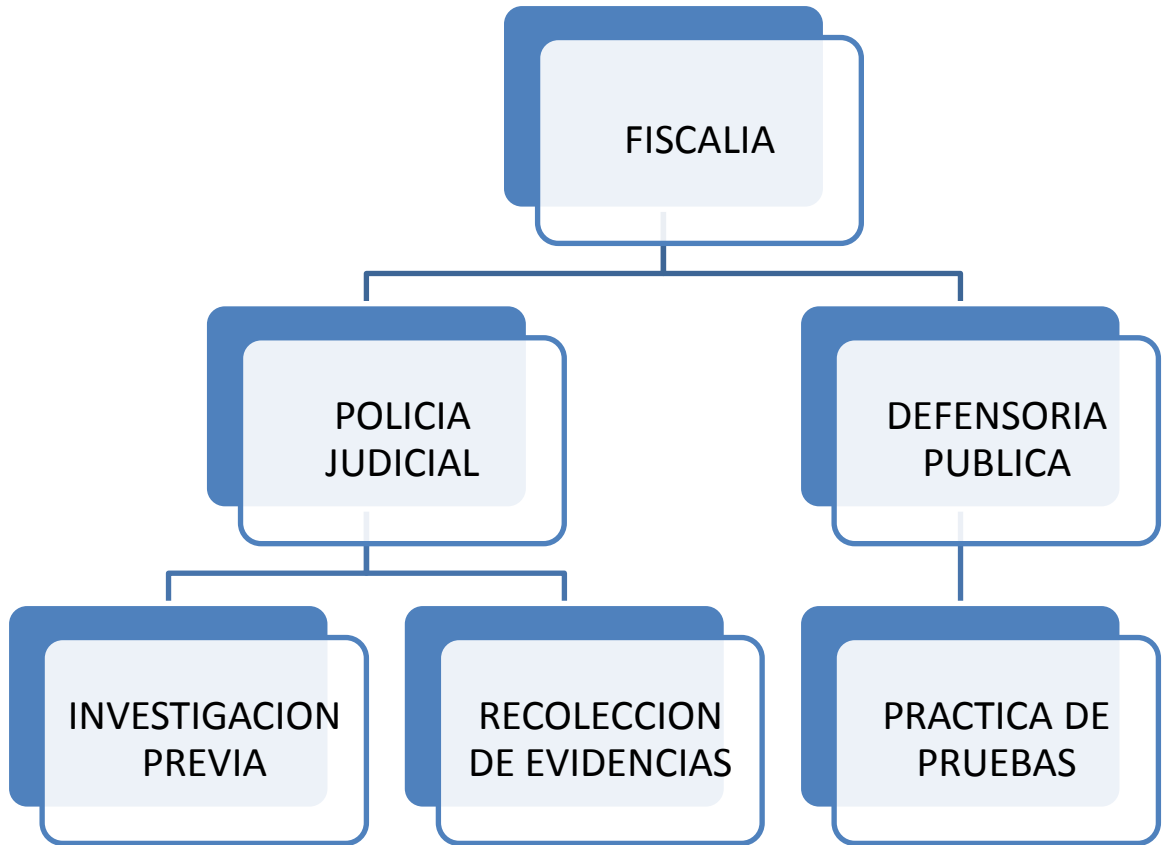 FISCALIA
POLICIA
JUDICIAL
DEFENSORIA
PUBLICA
INVESTIGACION
PREVIA
RECOLECCION
DE EVIDENCIAS
PRACTICA DE
PRUEBAS